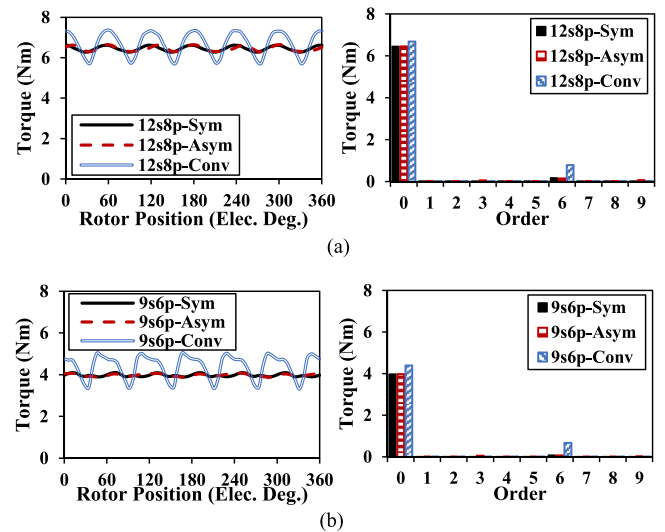 (a)
Torque (Nm)
8
6
4
2
0
12s8p-Sym
12s8p-Asym
12s8p-Conv
0 60 120 180 240 300 360
Rotor Position (Elec. Deg.)
Torque (Nm)
8
6
4
2
0
12s8p-Sym
12s8p-Asym
12s8p-Conv
0 1 2 3 4 5 6 7 8 9
Order
(a)
Torque (Nm)
8
6
4
2
0
9s6p-Sym
9s6p-Asym
9s6p-Conv
0 60 120 180 240 300 360
Rotor Position (Elec. Deg.)
Torque (Nm)
8
6
4
2
0
9s6p-Sym
9s6p-Asym
9s6p-Conv
0 1 2 3 4 5 6 7 8 9
Order
(b)